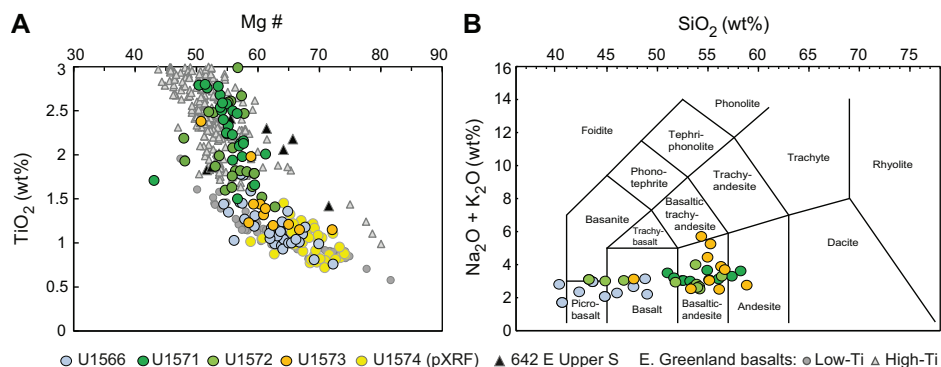 A
Mg #
30 40 50 60 70 80 90
3
2.5
2
1.5
1
0.5
0
TiO2 (wt%)
B
SiO2 (wt%)
40 45 50 55 60 65 70 75
16
14
12
10
8
6
4
2
0
Na2O + K2O (wt%)
Foidite
Phonolite
Tephri-
phonolite
Phono-
tephrite
Trachy-
andesite
Trachyte
Rhyolite
Basanite
Basaltic
trachy-
andesite
Trachy-
basalt
Dacite
Picro-
basalt
Basalt
Basaltic-
andesite
Andesite
U1566 U1571 U1572 U1573 U1574 (pXRF) 642 E Upper S E. Greenland basalts: Low-Ti High-Ti